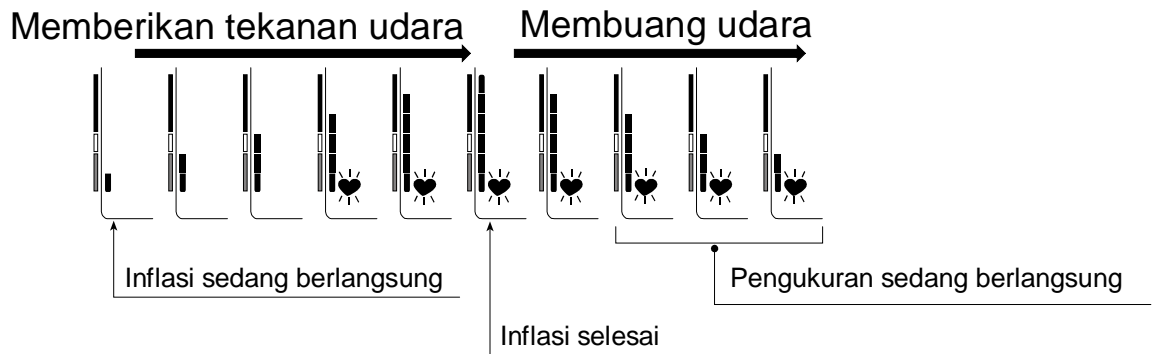 Memberikan tekanan udara
Membuang udara
Inflasi sedang berlangsung
Pengukuran sedang berlangsung
Inflasi selesai